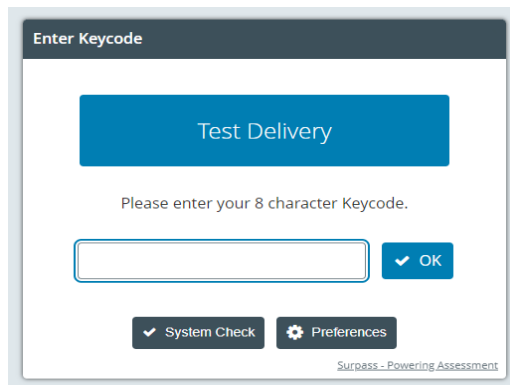 Enter Keycode
Test Delivery
Please enter your 8 character Keycode.
OK
System Check
Preferences
Surpass - Powering Assessment